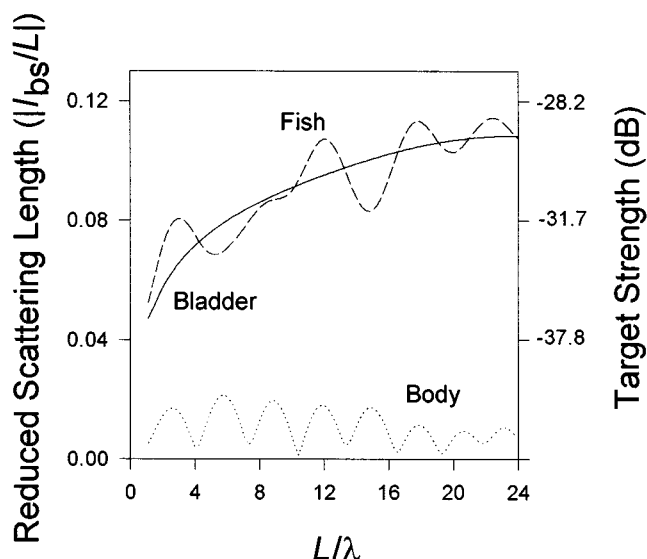 Reduced Scattering Length (|l_bs/L|)
0.12
0.08
0.04
0.00
Fish
Bladder
Body
-28.2
-31.7
-37.8
Target Strength (dB)
0 4 8 12 16 20 24
L/λ